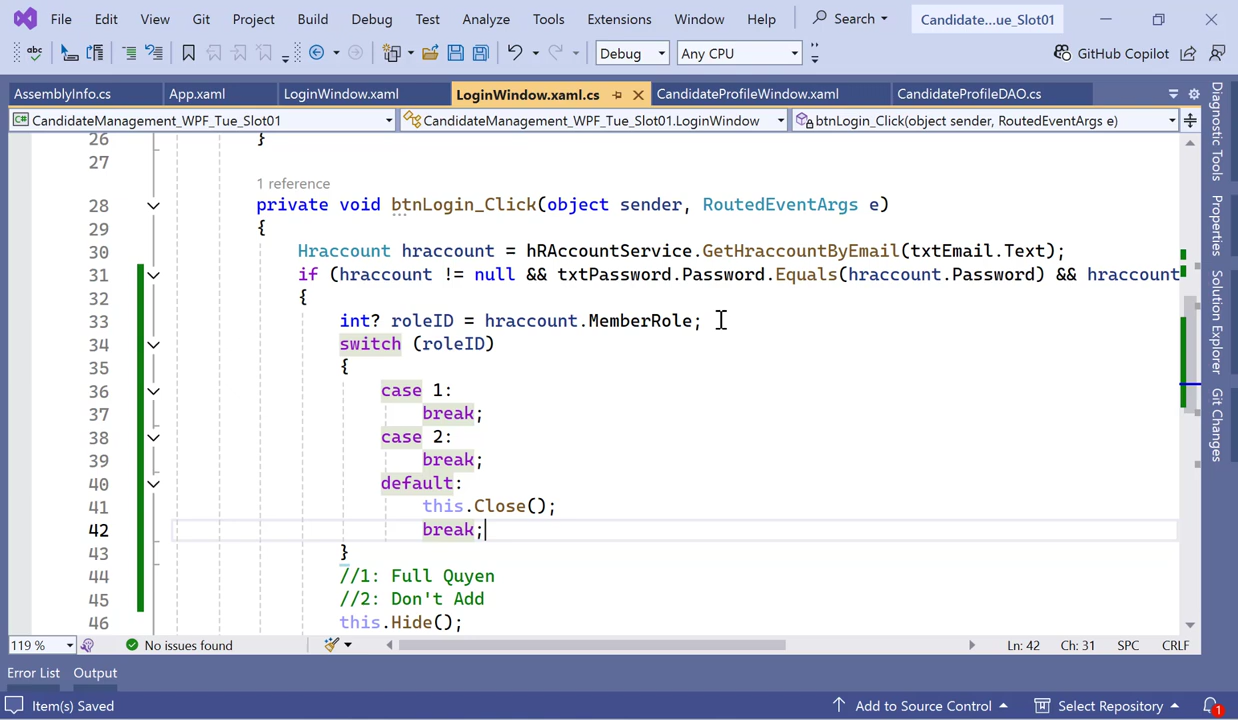 File Edit View Git Project Build Debug Test Analyze Tools Extensions Window Help Search Candidate...ue_Slot01
abc Debug Any CPU GitHub Copilot
AssemblyInfo.cs App.xaml LoginWindow.xaml LoginWindow.xaml.cs CandidateProfileWindow.xaml CandidateProfileDAO.cs
C# CandidateManagement_WPF_Tue_Slot01 CandidateManagement_WPF_Tue_Slot01.LoginWindow btnLogin_Click(object sender, RoutedEventArgs e)
26 }
27
1 reference
28 private void btnLogin_Click(object sender, RoutedEventArgs e)
29 {
30 Hraccount hraccount = hRAccountService.GetHraccountByEmail(txtEmail.Text);
31 if (hraccount != null && txtPassword.Password.Equals(hraccount.Password) && hraccount
32 {
33 int? roleID = hraccount.MemberRole;
34 switch (roleID)
35 {
36 case 1:
37 break;
38 case 2:
39 break;
40 default:
41 this.Close();
42 break;
43 }
44 //1: Full Quyen
45 //2: Don't Add
46 this.Hide();
119 % No issues found Ln: 42 Ch: 31 SPC CRLF
Error List Output
Item(s) Saved Add to Source Control Select Repository 1
Diagnostic Tools
Properties
Solution Explorer
Git Changes